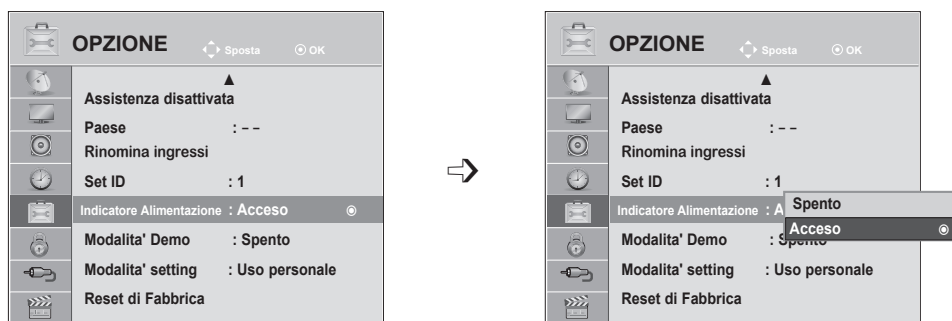 OPZIONE Sposta OK
▲
Assistenza disattivata
Paese : – –
Rinomina ingressi
Set ID : 1
Indicatore Alimentazione : Acceso
Modalita' Demo : Spento
Modalita' setting : Uso personale
Reset di Fabbrica
OPZIONE Sposta OK
▲
Assistenza disattivata
Paese : – –
Rinomina ingressi
Set ID : 1
Indicatore Alimentazione : A
Spento
Acceso
Modalita' Demo : Spento
Modalita' setting : Uso personale
Reset di Fabbrica